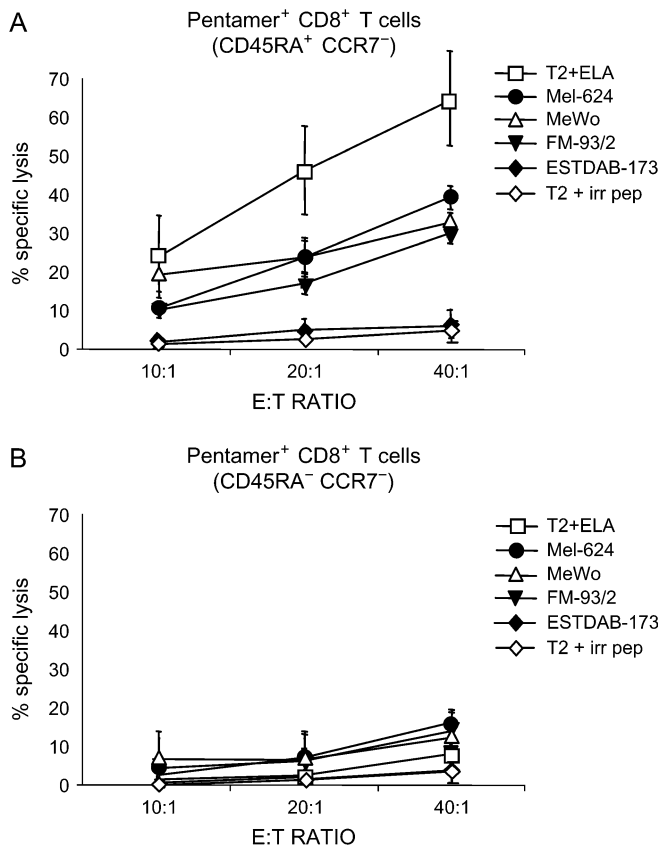 A
Pentamer⁺ CD8⁺ T cells
(CD45RA⁺ CCR7⁻)
% specific lysis
70
60
50
40
30
20
10
0
10:1
20:1
40:1
E:T RATIO
T2+ELA
Mel-624
MeWo
FM-93/2
ESTDAB-173
T2 + irr pep
B
Pentamer⁺ CD8⁺ T cells
(CD45RA⁻ CCR7⁻)
% specific lysis
70
60
50
40
30
20
10
0
10:1
20:1
40:1
E:T RATIO
T2+ELA
Mel-624
MeWo
FM-93/2
ESTDAB-173
T2 + irr pep